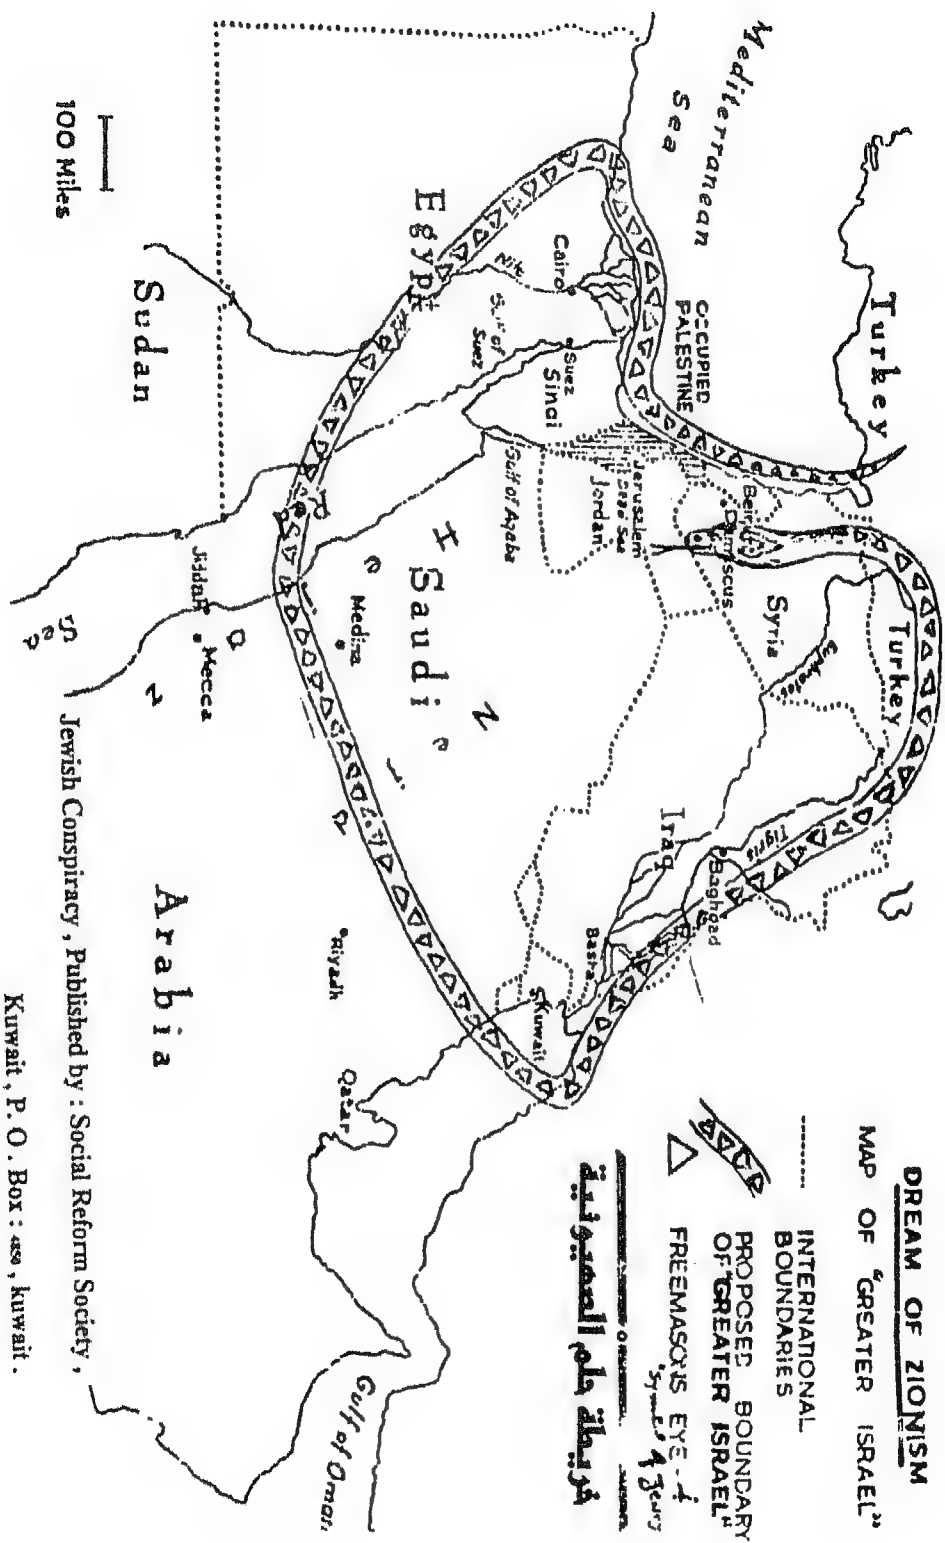 DREAM OF ZIONISM
MAP OF "GREATER ISRAEL"
INTERNATIONAL
BOUNDARIES
PROPOSED BOUNDARY
OF "GREATER ISRAEL"
FREEMASONS EYE
خريطة حلم الصهيونية
Mediterranean
Sea
Turkey
OCCUPIED
PALESTINE
Turkey
Beirut
Damascus
Syria
Euphrates
Tigris
Baghdad
Iraq
Basra
Kuwait
Jerusalem
Dead Sea
Jordan
Cairo
Nile
Suez
Sinai
Gulf of
Suez
Gulf of Aqaba
Egypt
Saudi
Medina
Riyadh
Qatar
Gulf of Oman
Jiddah
Mecca
Sudan
Arabia
Sea
100 Miles
Jewish Conspiracy , Published by : Social Reform Society ,
Kuwait , P. O . Box : , kuwait .